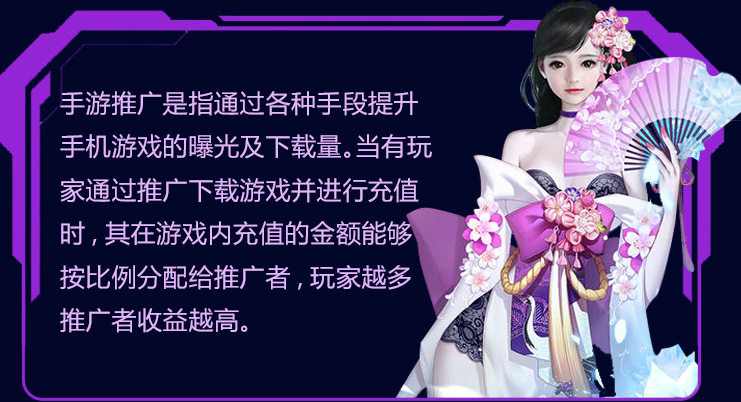 手游推广是指通过各种手段提升
手机游戏的曝光及下载量。当有玩
家通过推广下载游戏并进行充值
时，其在游戏内充值的金额能够
按比例分配给推广者，玩家越多
推广者收益越高。